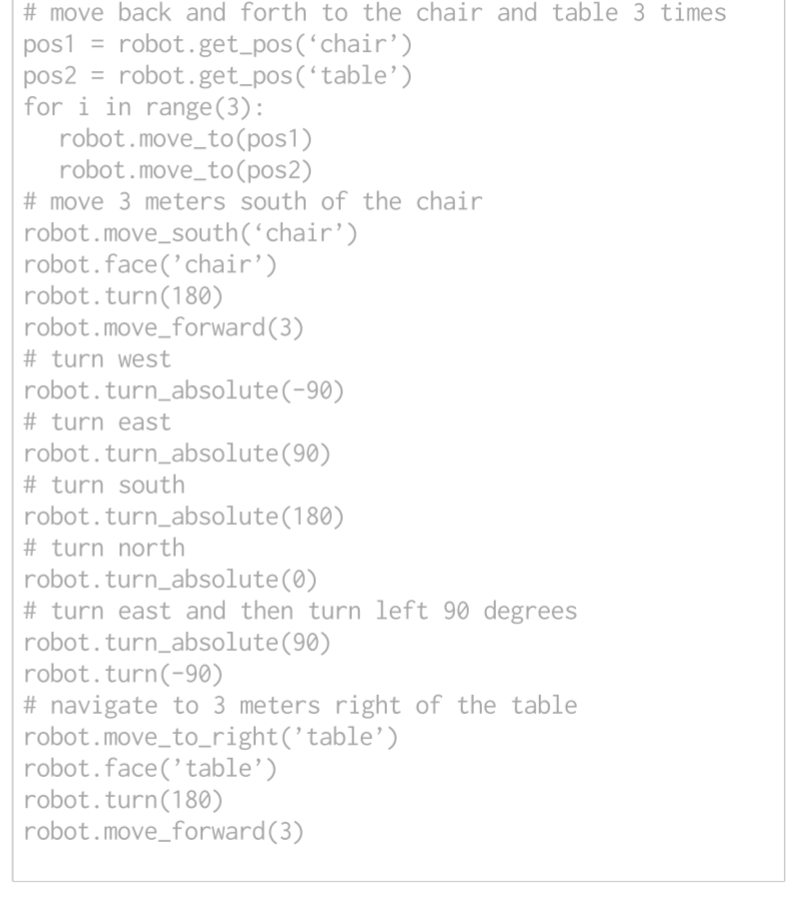 # move back and forth to the chair and table 3 times
pos1 = robot.get_pos(‘chair’)
pos2 = robot.get_pos(‘table’)
for i in range(3):
   robot.move_to(pos1)
   robot.move_to(pos2)
# move 3 meters south of the chair
robot.move_south(‘chair’)
robot.face(’chair’)
robot.turn(180)
robot.move_forward(3)
# turn west
robot.turn_absolute(-90)
# turn east
robot.turn_absolute(90)
# turn south
robot.turn_absolute(180)
# turn north
robot.turn_absolute(0)
# turn east and then turn left 90 degrees
robot.turn_absolute(90)
robot.turn(-90)
# navigate to 3 meters right of the table
robot.move_to_right(’table’)
robot.face(’table’)
robot.turn(180)
robot.move_forward(3)